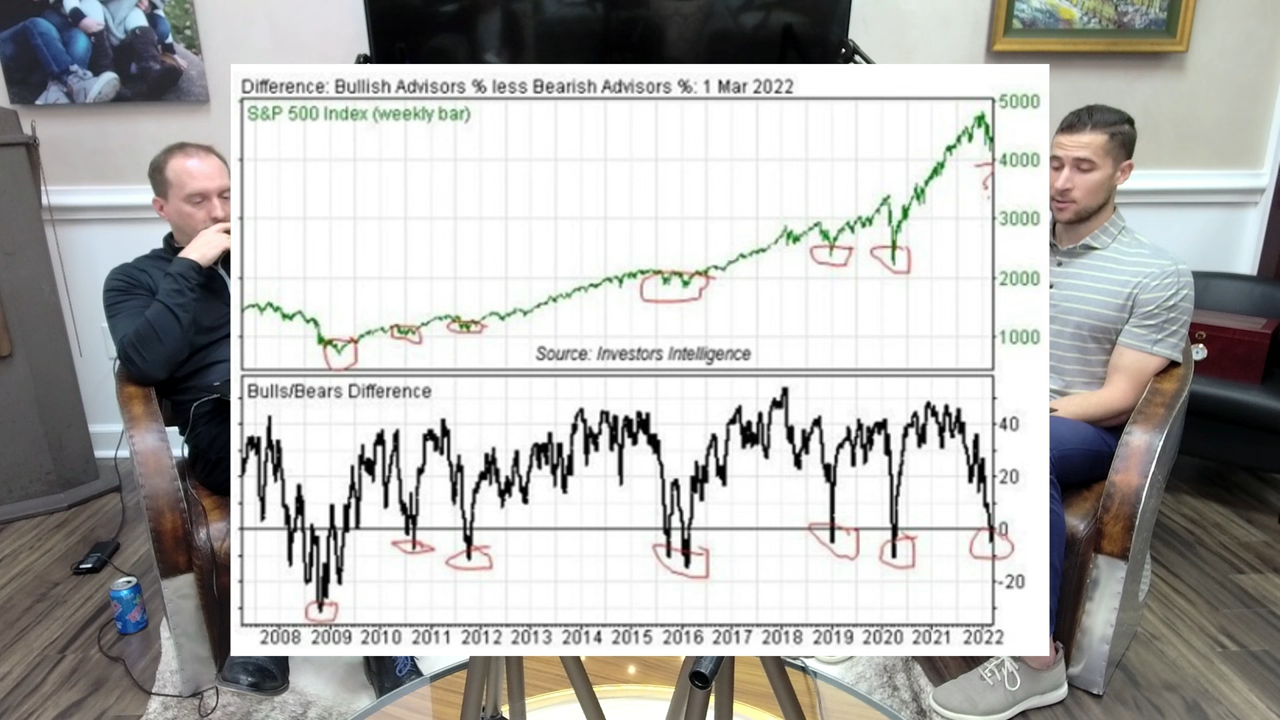 Difference: Bullish Advisors % less Bearish Advisors %: 1 Mar 2022
S&P 500 Index (weekly bar)
5000
4000
3000
2000
1000
Source: Investors Intelligence
Bulls/Bears Difference
40
20
0
-20
2008 2009 2010 2011 2012 2013 2014 2015 2016 2017 2018 2019 2020 2021 2022
?